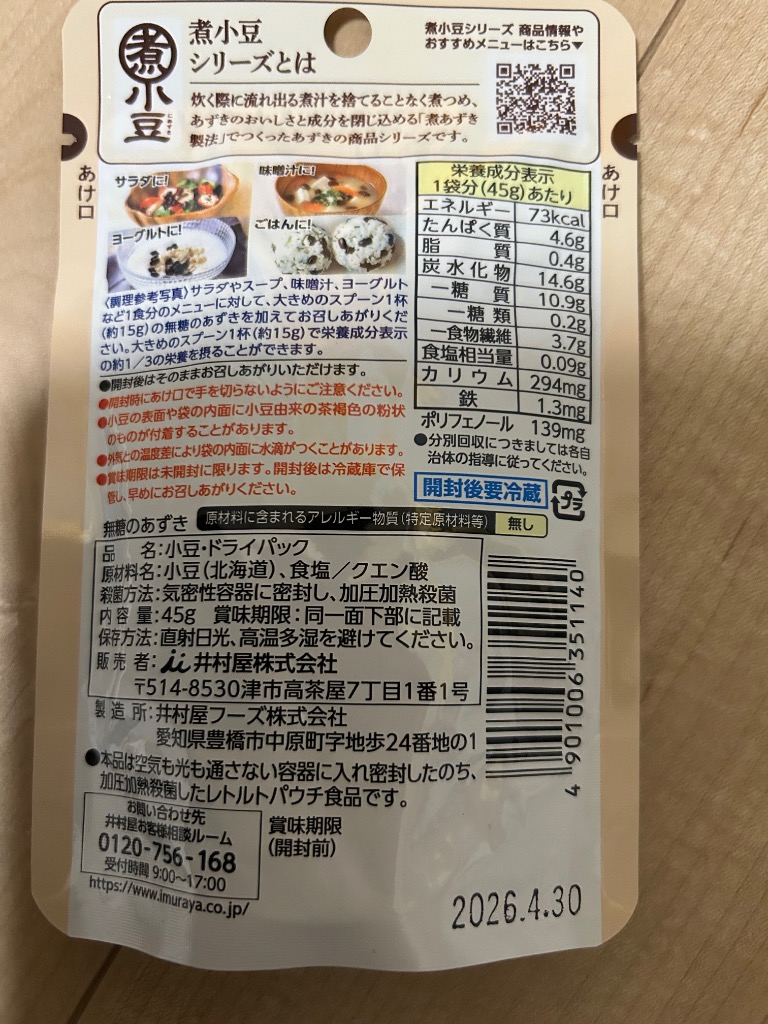 煮小豆
にあずき
煮小豆
シリーズとは
煮小豆シリーズ 商品情報や
おすすめメニューはこちら▼
炊く際に流れ出る煮汁を捨てることなく煮つめ、
あずきのおいしさと成分を閉じ込める「煮あずき
製法」でつくったあずきの商品シリーズです。
あけ口
あけ口
サラダに!
味噌汁に!
ヨーグルトに!
ごはんに!
〈調理参考写真〉サラダやスープ、味噌汁、ヨーグルト
など1食分のメニューに対して、大きめのスプーン1杯
(約15g)の無糖のあずきを加えてお召しあがりくだ
さい。大きめのスプーン1杯(約15g)で栄養成分表示
の約1/3の栄養を摂ることができます。
●開封後はそのままお召しあがりいただけます。
●開封時にあけ口で手を切らないようにご注意ください。
●小豆の表面や袋の内面に小豆由来の茶褐色の粉状
のものが付着することがあります。
●外気との温度差により袋の内面に水滴がつくことがあります。
●賞味期限は未開封に限ります。開封後は冷蔵庫で保
管し、早めにお召しあがりください。
栄養成分表示
1袋分(45g)あたり
エネルギー 73kcal
たんぱく質 4.6g
脂質 0.4g
炭水化物 14.6g
ー糖質 10.9g
ー糖類 0.2g
ー食物繊維 3.7g
食塩相当量 0.09g
カリウム 294mg
鉄 1.3mg
ポリフェノール 139mg
●分別回収につきましては各自
治体の指導に従ってください。
開封後要冷蔵
プラ
無糖のあずき 原材料に含まれるアレルギー物質(特定原材料等) 無し
品名:小豆・ドライパック
原材料名:小豆(北海道)、食塩/クエン酸
殺菌方法:気密性容器に密封し、加圧加熱殺菌
内容量:45g 賞味期限:同一面下部に記載
保存方法:直射日光、高温多湿を避けてください。
販売者:井村屋株式会社
〒514-8530津市高茶屋7丁目1番1号
製造所:井村屋フーズ株式会社
愛知県豊橋市中原町字地歩24番地の1
●本品は空気も光も通さない容器に入れ密封したのち、
加圧加熱殺菌したレトルトパウチ食品です。
4 901006 351140
お問い合わせ先
井村屋お客様相談ルーム
0120-756-168
受付時間 9:00〜17:00
https://www.imuraya.co.jp/
賞味期限
(開封前)
2026.4.30